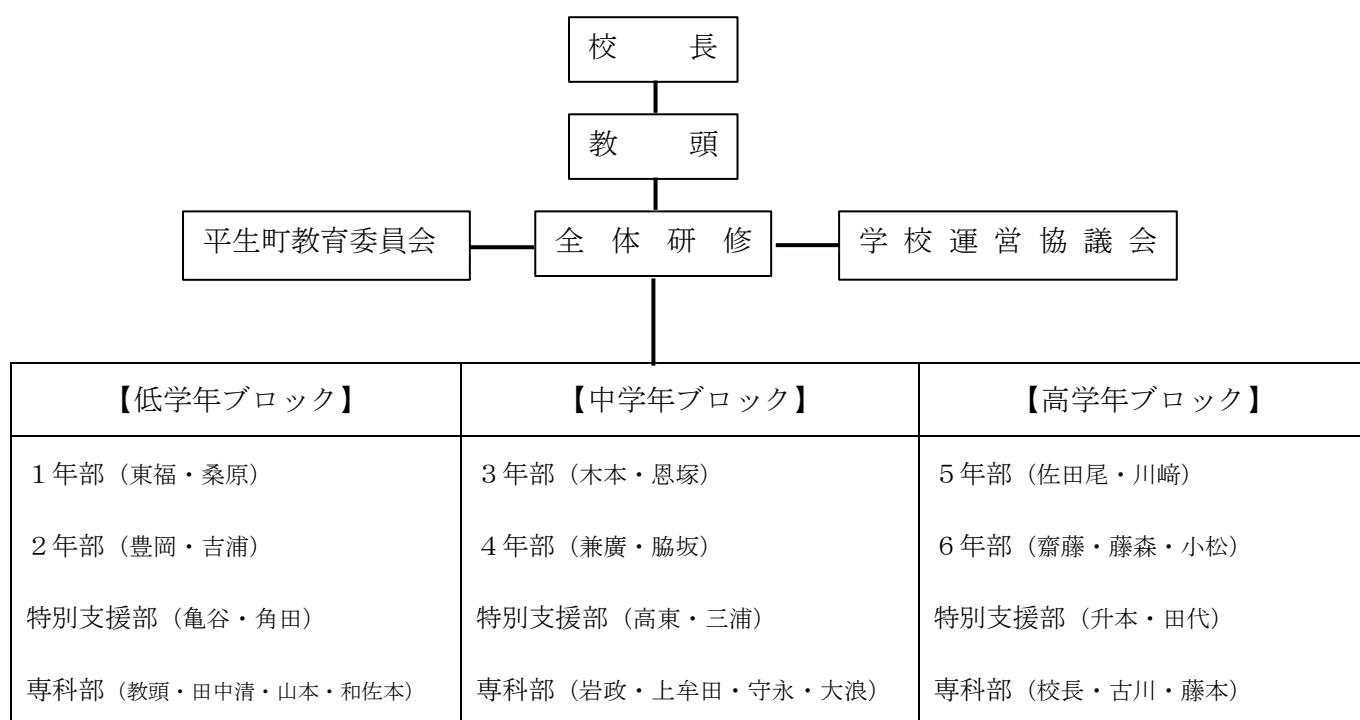 校長
教頭
平生町教育委員会 全体研修 学校運営協議会
【低学年ブロック】 【中学年ブロック】 【高学年ブロック】
1年部（東福・桑原） 3年部（木本・恩塚） 5年部（佐田尾・川﨑）
2年部（豊岡・吉浦） 4年部（兼廣・脇坂） 6年部（齋藤・藤森・小松）
特別支援部（亀谷・角田） 特別支援部（高東・三浦） 特別支援部（升本・田代）
専科部（教頭・田中清・山本・和佐本） 専科部（岩政・上牟田・守永・大浪） 専科部（校長・古川・藤本）